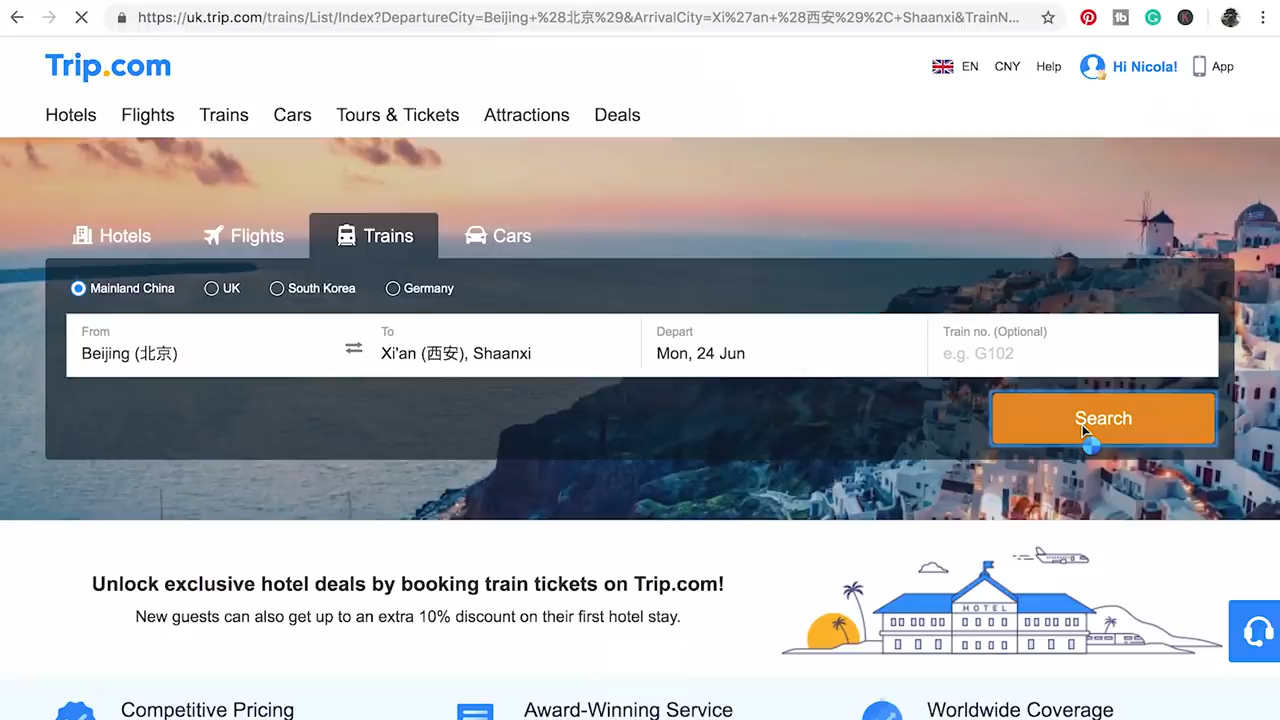 https://uk.trip.com/trains/List/Index?DepartureCity=Beijing+%28北京%29&ArrivalCity=Xi%27an+%28西安%29%2C+Shaanxi&TrainN...
Trip.com
EN CNY Help Hi Nicola! App
Hotels Flights Trains Cars Tours & Tickets Attractions Deals
Hotels Flights Trains Cars
Mainland China UK South Korea Germany
From To Depart Train no. (Optional)
Beijing (北京) Xi'an (西安), Shaanxi Mon, 24 Jun e.g. G102
Search
Unlock exclusive hotel deals by booking train tickets on Trip.com!
New guests can also get up to an extra 10% discount on their first hotel stay.
HOTEL
Competitive Pricing Award-Winning Service Worldwide Coverage